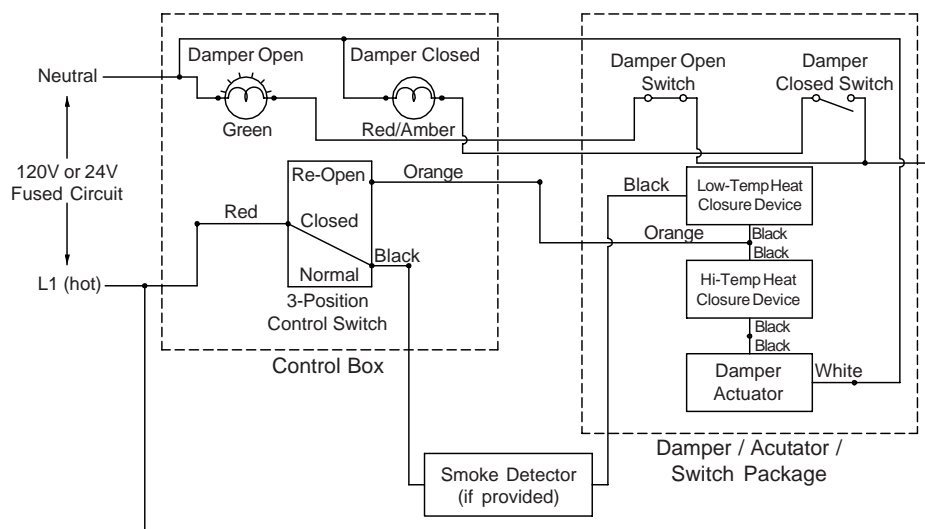 Neutral
120V or 24V
Fused Circuit
L1 (hot)
Damper Open
Green
Damper Closed
Red/Amber
Red
Re-Open
Closed
Normal
3-Position
Control Switch
Orange
Black
Control Box
Smoke Detector
(if provided)
Damper Open
Switch
Damper
Closed Switch
Black
Low-Temp Heat
Closure Device
Orange
Black
Black
Hi-Temp Heat
Closure Device
Black
Black
Damper
Actuator
White
Damper / Acutator /
Switch Package